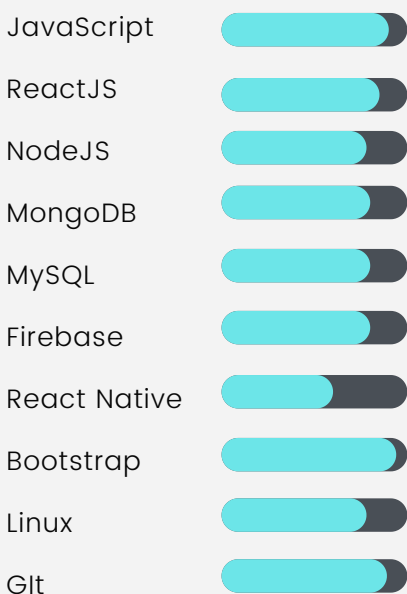 JavaScript
ReactJS
NodeJS
MongoDB
MySQL
Firebase
React Native
Bootstrap
Linux
GIt